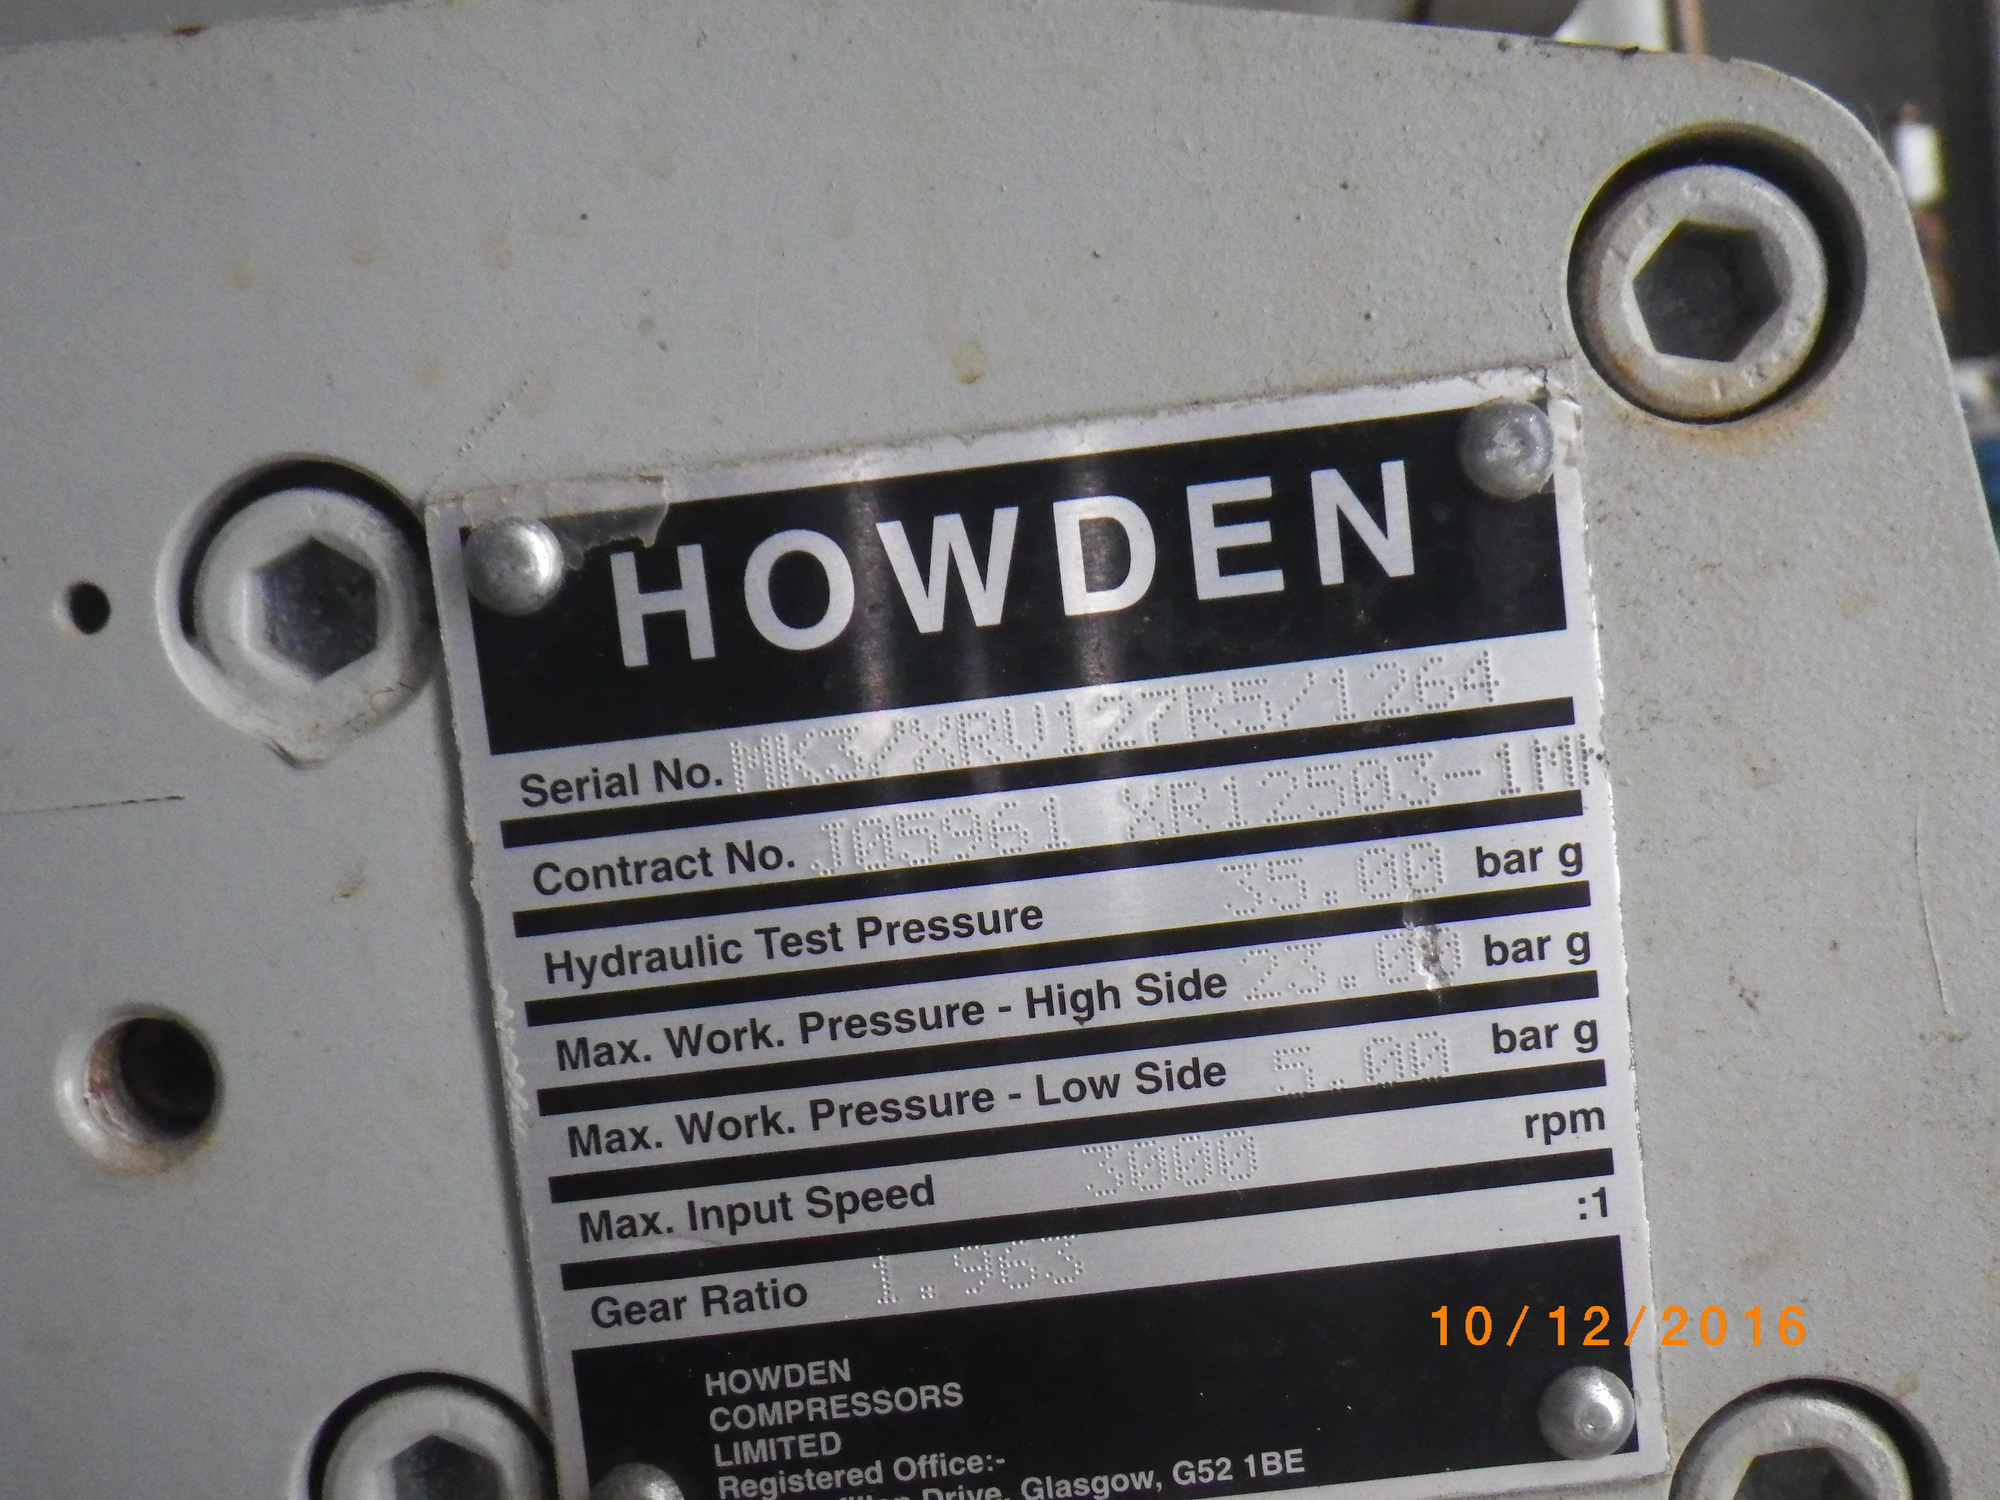 HOWDEN
Serial No. MK3/XRV127R5/1264
Contract No. J05961 XR12503-1M
Hydraulic Test Pressure 35.00 bar g
Max. Work. Pressure - High Side 23.00 bar g
Max. Work. Pressure - Low Side 5.00 bar g
Max. Input Speed 3000 rpm
Gear Ratio 1.963 :1
HOWDEN
COMPRESSORS
LIMITED
Registered Office:-
Drive, Glasgow, G52 1BE
10/12/2016